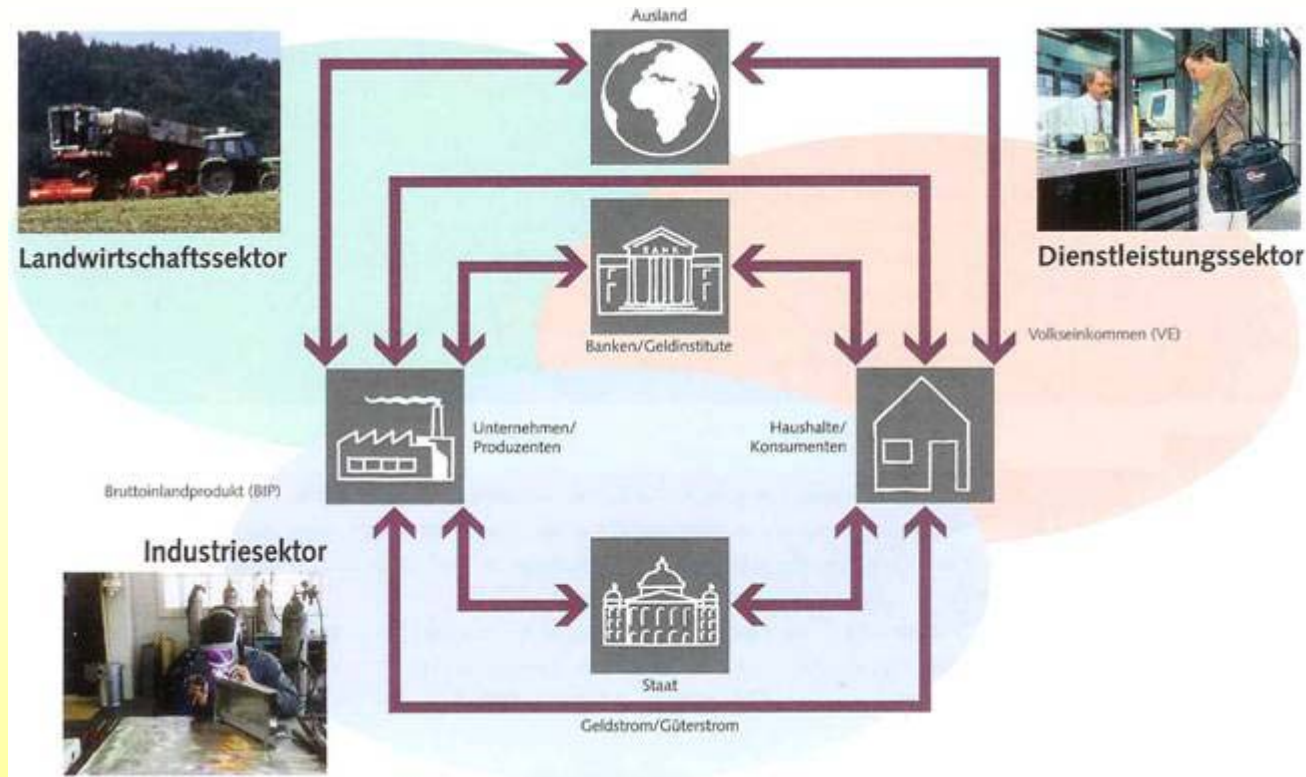 Ausland
Landwirtschaftssektor
Dienstleistungssektor
BANK
Banken/Geldinstitute
Volkseinkommen (VE)
Unternehmen/
Produzenten
Haushalte/
Konsumenten
Bruttoinlandprodukt (BIP)
Industriesektor
Staat
Geldstrom/Güterstrom